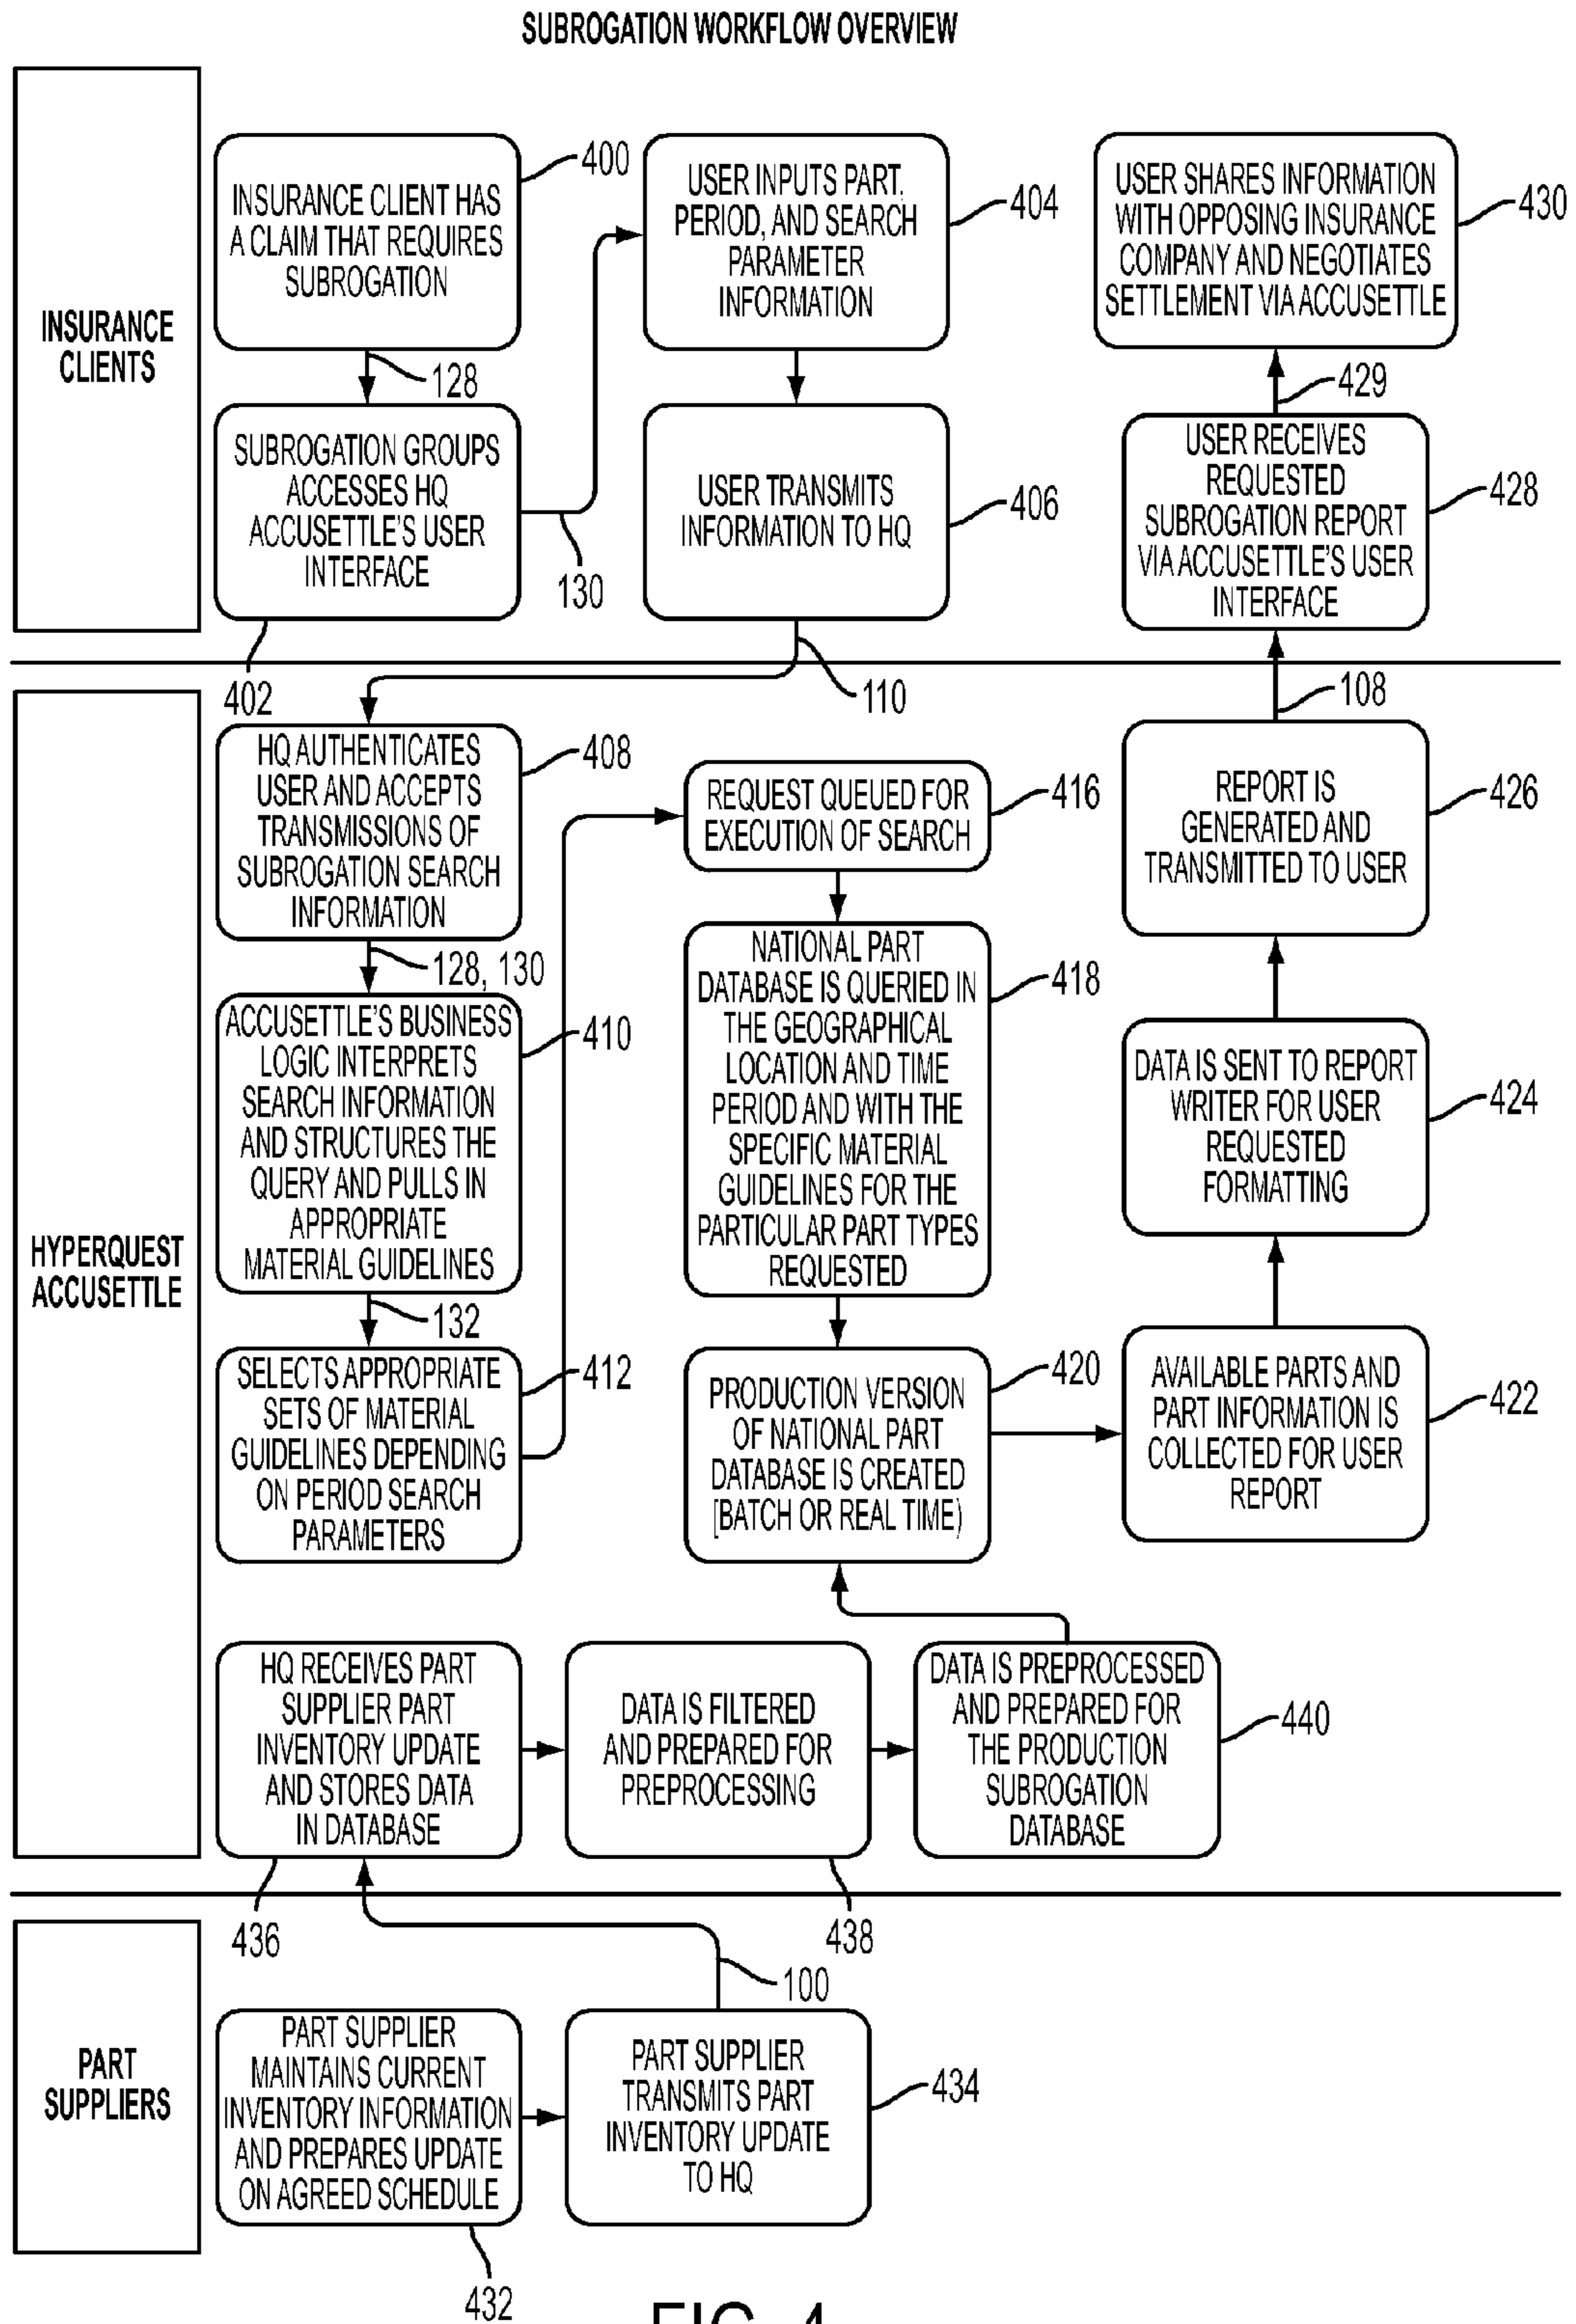 SUBROGATION WORKFLOW OVERVIEW
INSURANCE
CLIENTS
INSURANCE CLIENT HAS
A CLAIM THAT REQUIRES
SUBROGATION
400
128
SUBROGATION GROUPS
ACCESSES HQ
ACCUSETTLE'S USER
INTERFACE
402
130
USER INPUTS PART.
PERIOD, AND SEARCH
PARAMETER
INFORMATION
404
USER TRANSMITS
INFORMATION TO HQ
406
110
USER SHARES INFORMATION
WITH OPPOSING INSURANCE
COMPANY AND NEGOTIATES
SETTLEMENT VIA ACCUSETTLE
430
429
USER RECEIVES
REQUESTED
SUBROGATION REPORT
VIA ACCUSETTLE'S USER
INTERFACE
428
108
HYPERQUEST
ACCUSETTLE
HQ AUTHENTICATES
USER AND ACCEPTS
TRANSMISSIONS OF
SUBROGATION SEARCH
INFORMATION
408
128, 130
ACCUSETTLE'S BUSINESS
LOGIC INTERPRETS
SEARCH INFORMATION
AND STRUCTURES THE
QUERY AND PULLS IN
APPROPRIATE
MATERIAL GUIDELINES
410
132
SELECTS APPROPRIATE
SETS OF MATERIAL
GUIDELINES DEPENDING
ON PERIOD SEARCH
PARAMETERS
412
REQUEST QUEUED FOR
EXECUTION OF SEARCH
416
NATIONAL PART
DATABASE IS QUERIED IN
THE GEOGRAPHICAL
LOCATION AND TIME
PERIOD AND WITH THE
SPECIFIC MATERIAL
GUIDELINES FOR THE
PARTICULAR PART TYPES
REQUESTED
418
PRODUCTION VERSION
OF NATIONAL PART
DATABASE IS CREATED
[BATCH OR REAL TIME)
420
REPORT IS
GENERATED AND
TRANSMITTED TO USER
426
DATA IS SENT TO REPORT
WRITER FOR USER
REQUESTED
FORMATTING
424
AVAILABLE PARTS AND
PART INFORMATION IS
COLLECTED FOR USER
REPORT
422
HQ RECEIVES PART
SUPPLIER PART
INVENTORY UPDATE
AND STORES DATA
IN DATABASE
436
DATA IS FILTERED
AND PREPARED FOR
PREPROCESSING
438
DATA IS PREPROCESSED
AND PREPARED FOR
THE PRODUCTION
SUBROGATION
DATABASE
440
PART
SUPPLIERS
100
PART SUPPLIER
MAINTAINS CURRENT
INVENTORY INFORMATION
AND PREPARES UPDATE
ON AGREED SCHEDULE
432
PART SUPPLIER
TRANSMITS PART
INVENTORY UPDATE
TO HQ
434
FIG. 4